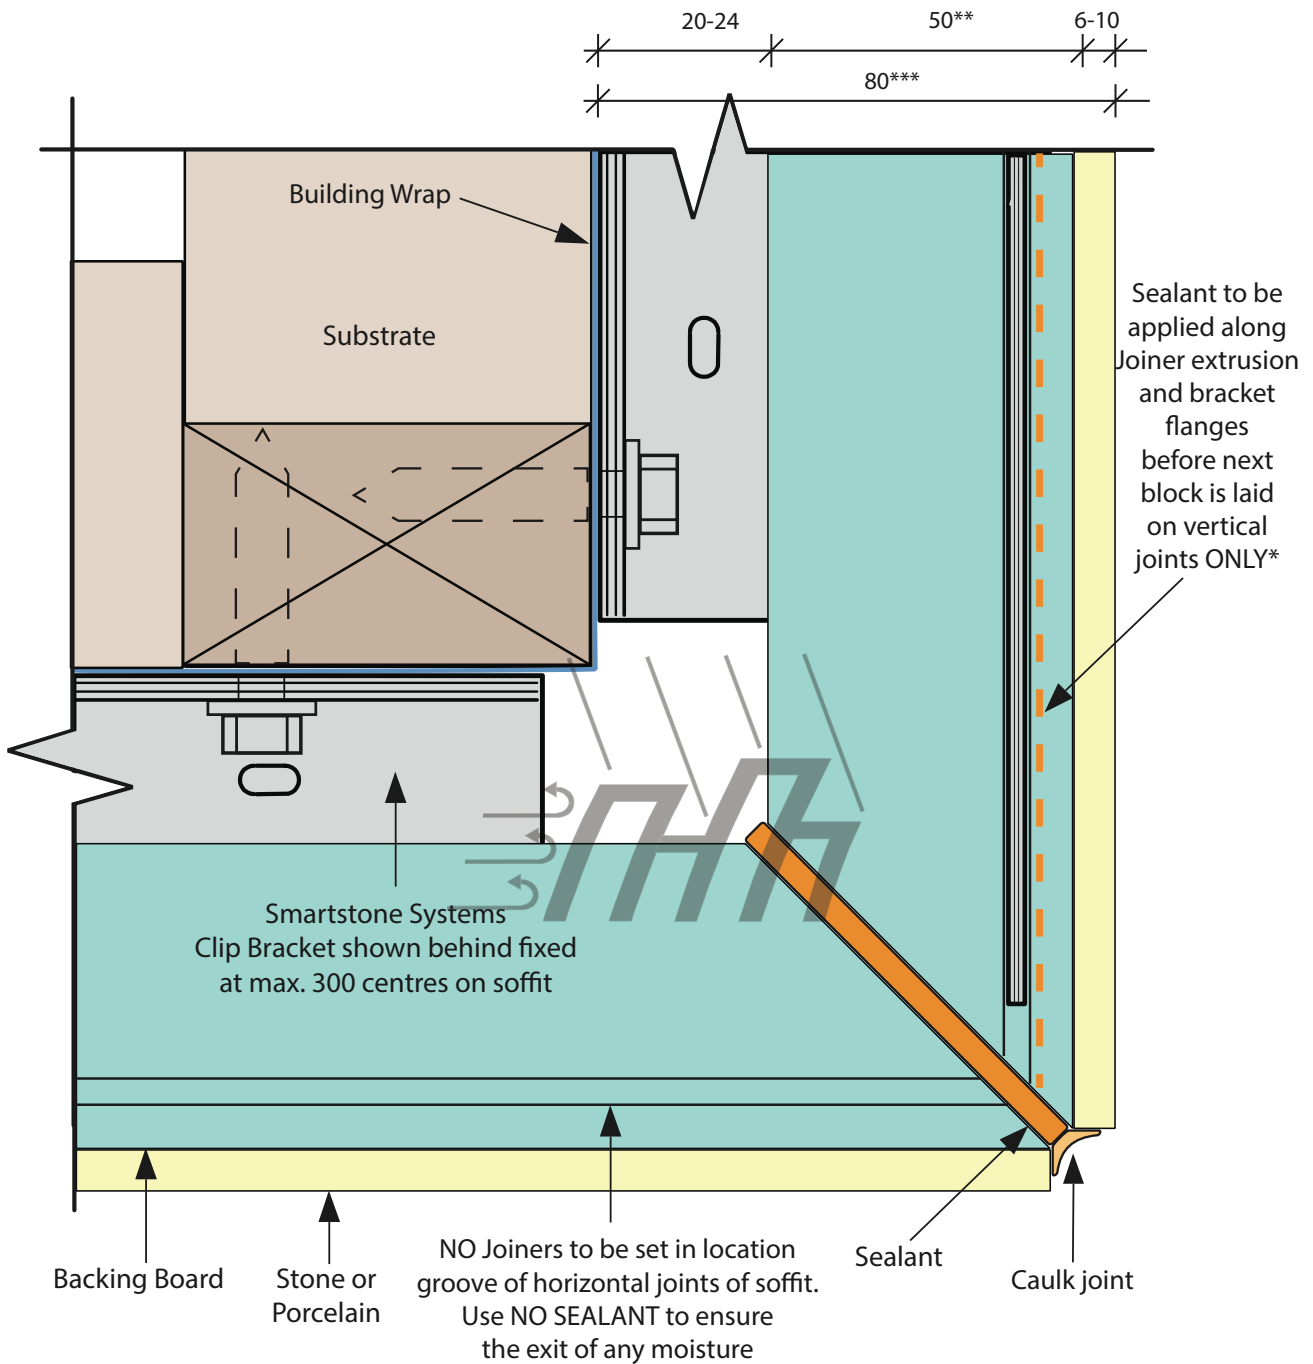 20-24
50**
6-10
80***
Building Wrap
Substrate
Sealant to be
applied along
Joiner extrusion
and bracket
flanges
before next
block is laid
on vertical
joints ONLY*
Smartstone Systems
Clip Bracket shown behind fixed
at max. 300 centres on soffit
Backing Board
Stone or
Porcelain
NO Joiners to be set in location
groove of horizontal joints of soffit.
Use NO SEALANT to ensure
the exit of any moisture
Sealant
Caulk joint